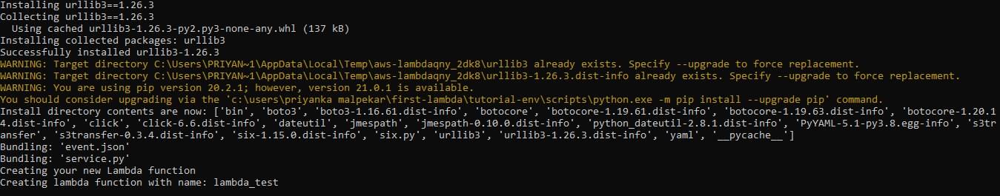 Installing urllib3==1.26.3
Collecting urllib3==1.26.3
  Using cached urllib3-1.26.3-py2.py3-none-any.whl (137 kB)
Installing collected packages: urllib3
Successfully installed urllib3-1.26.3
WARNING: Target directory C:\Users\PRIYAN~1\AppData\Local\Temp\aws-lambdaqny_2dk8\urllib3 already exists. Specify --upgrade to force replacement.
WARNING: Target directory C:\Users\PRIYAN~1\AppData\Local\Temp\aws-lambdaqny_2dk8\urllib3-1.26.3.dist-info already exists. Specify --upgrade to force replacement.
WARNING: You are using pip version 20.2.1; however, version 21.0.1 is available.
You should consider upgrading via the 'c:\users\priyanka malpekar\first-lambda\tutorial-env\scripts\python.exe -m pip install --upgrade pip' command.
Install directory contents are now: ['bin', 'boto3', 'boto3-1.16.61.dist-info', 'botocore', 'botocore-1.19.61.dist-info', 'botocore-1.19.63.dist-info', 'botocore-1.20.1
4.dist-info', 'click', 'click-6.6.dist-info', 'dateutil', 'jmespath', 'jmespath-0.10.0.dist-info', 'python_dateutil-2.8.1.dist-info', 'PyYAML-5.1-py3.8.egg-info', 's3tr
ansfer', 's3transfer-0.3.4.dist-info', 'six-1.15.0.dist-info', 'six.py', 'urllib3', 'urllib3-1.26.3.dist-info', 'yaml', '__pycache__']
Bundling: 'event.json'
Bundling: 'service.py'
Creating your new Lambda function
Creating lambda function with name: lambda_test